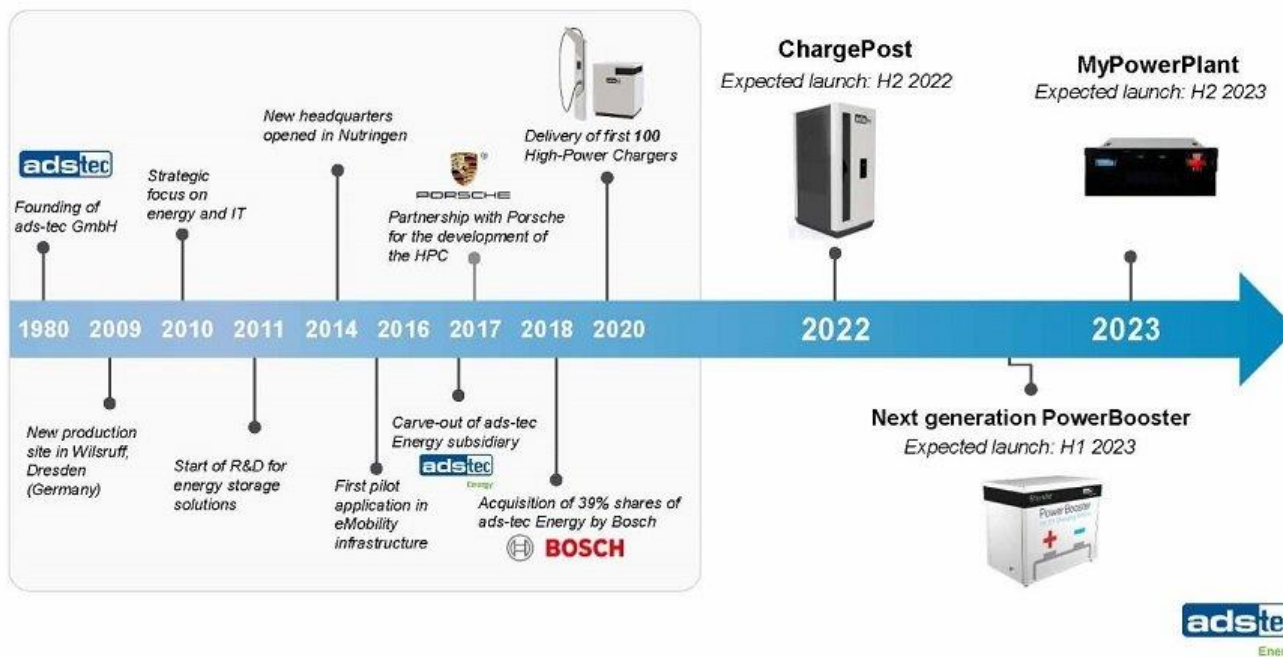 adstec
Founding of
ads-tec GmbH
Strategic
focus on
energy and IT
New headquarters
opened in Nutringen
PORSCHE
Partnership with Porsche
for the development of
the HPC
Delivery of first 100
High-Power Chargers
ChargePost
Expected launch: H2 2022
MyPowerPlant
Expected launch: H2 2023
1980 2009 2010 2011 2014 2016 2017 2018 2020 2022 2023
New production
site in Wilsruff,
Dresden
(Germany)
Start of R&D for
energy storage
solutions
First pilot
application in
eMobility
infrastructure
Carve-out of ads-tec
Energy subsidiary
adstec
Energy
Acquisition of 39% shares of
ads-tec Energy by Bosch
BOSCH
Next generation PowerBooster
Expected launch: H1 2023
PowerBooster
adste
Ener